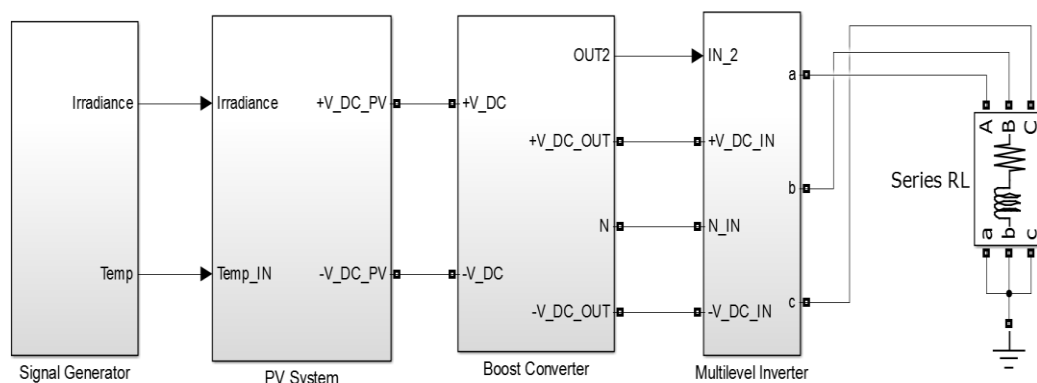 Irradiance
Temp
Signal Generator
Irradiance
Temp_IN
+V_DC_PV
-V_DC_PV
PV System
+V_DC
-V_DC
OUT2
+V_DC_OUT
N
-V_DC_OUT
Boost Converter
IN_2
+V_DC_IN
N_IN
-V_DC_IN
a
b
c
Multilevel Inverter
Series RL
A B C
a b c